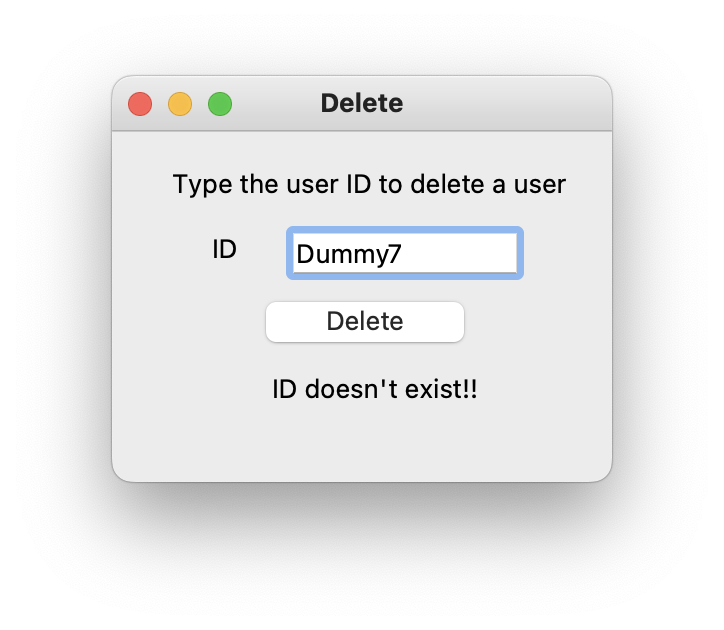 Delete
Type the user ID to delete a user
ID Dummy7
Delete
ID doesn't exist!!